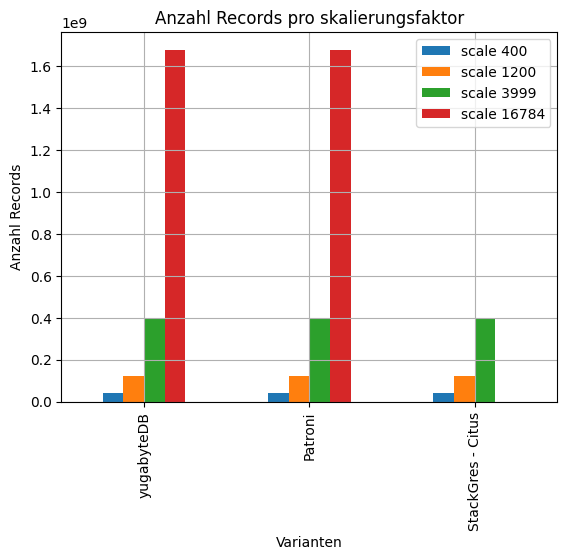 Anzahl Records pro skalierungsfaktor
1e9
scale 400
scale 1200
scale 3999
scale 16784
Anzahl Records
1.6
1.4
1.2
1.0
0.8
0.6
0.4
0.2
0.0
yugabyteDB
Patroni
StackGres - Citus
Varianten